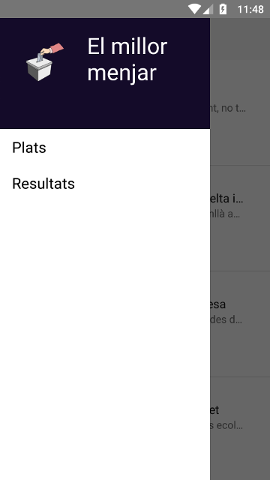 11:48
El millor
menjar
nt, no t...
Plats
Resultats
elta i...
nllà a...
esa
des d...
et
s ecol...